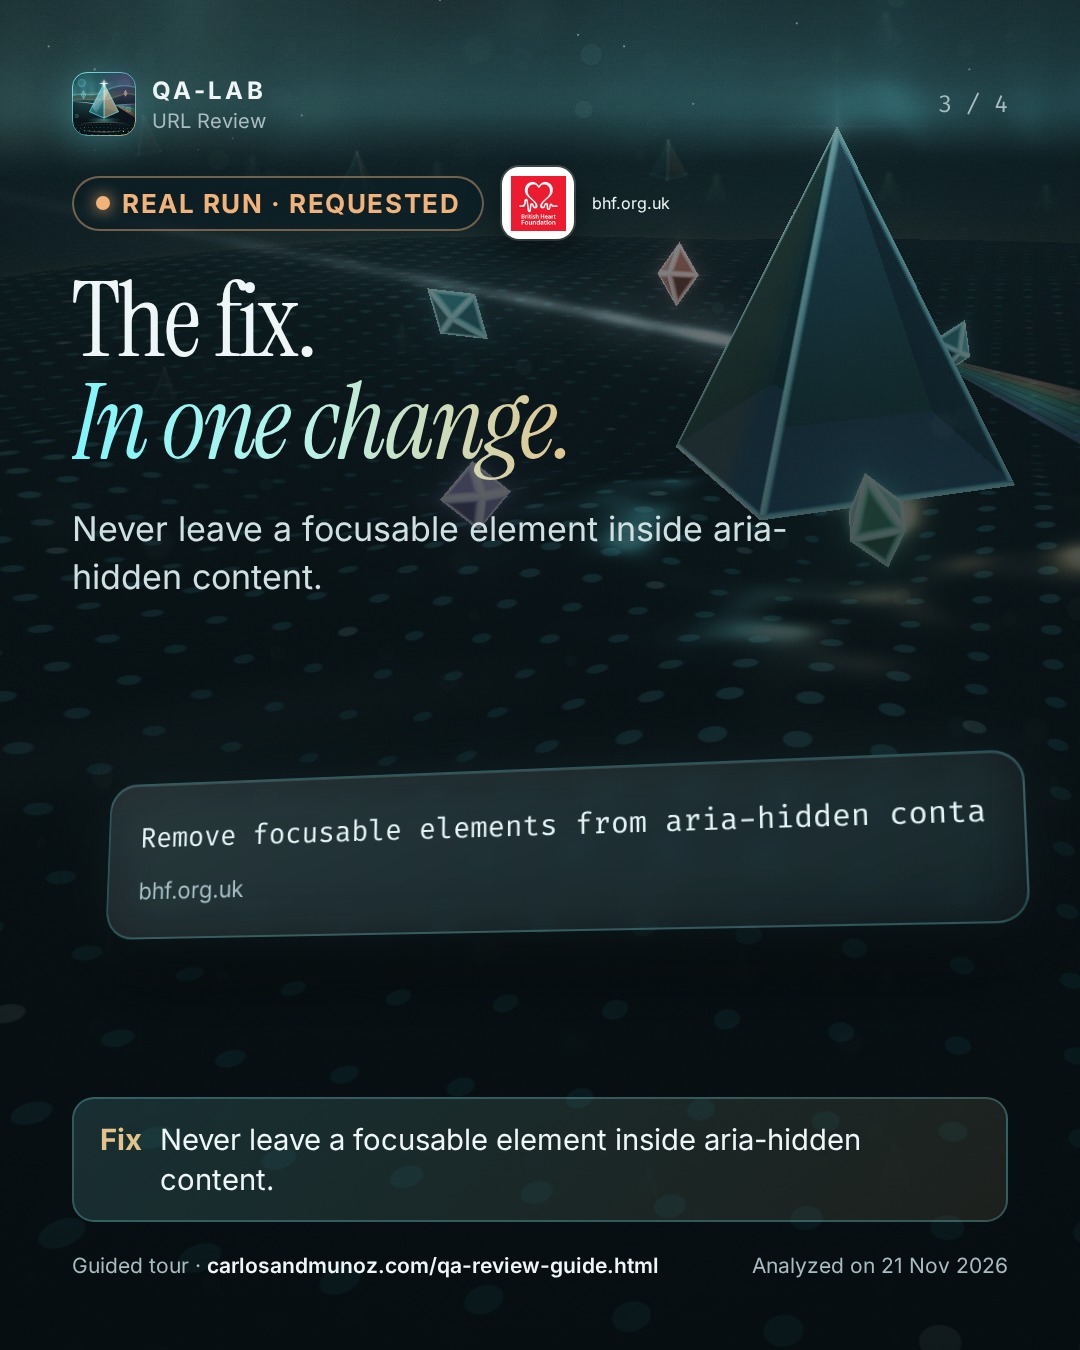 QA-LAB
URL Review
3 / 4
REAL RUN · REQUESTED
British Heart
Foundation
bhf.org.uk
The fix.
In one change.
Never leave a focusable element inside aria-
hidden content.
Remove focusable elements from aria-hidden conta
bhf.org.uk
Fix Never leave a focusable element inside aria-hidden
content.
Guided tour · carlosandmunoz.com/qa-review-guide.html
Analyzed on 21 Nov 2026